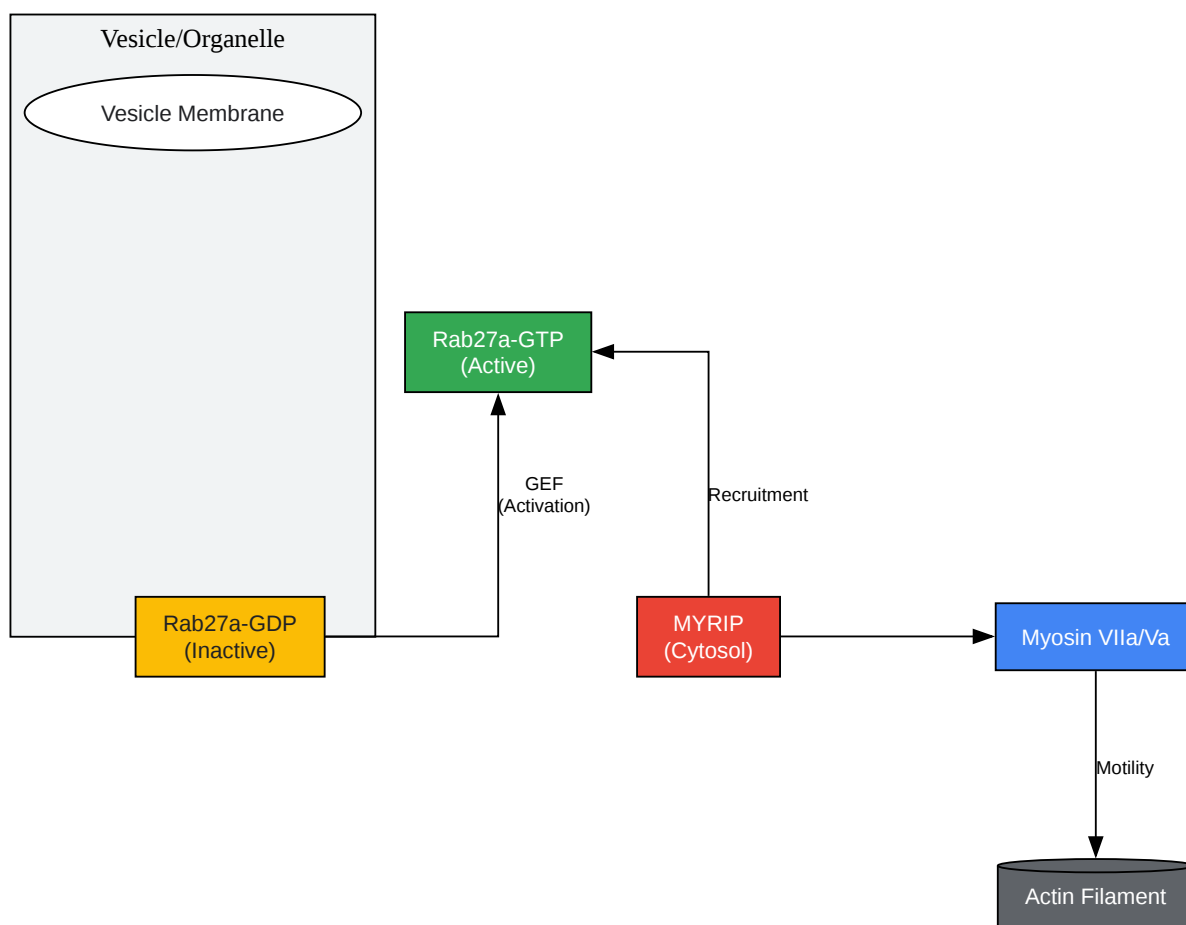 Vesicle/Organelle
Vesicle Membrane
Rab27a-GTP
(Active)
GEF
(Activation)
Recruitment
Rab27a-GDP
(Inactive)
MYRIP
(Cytosol)
Myosin VIIa/Va
Motility
Actin Filament